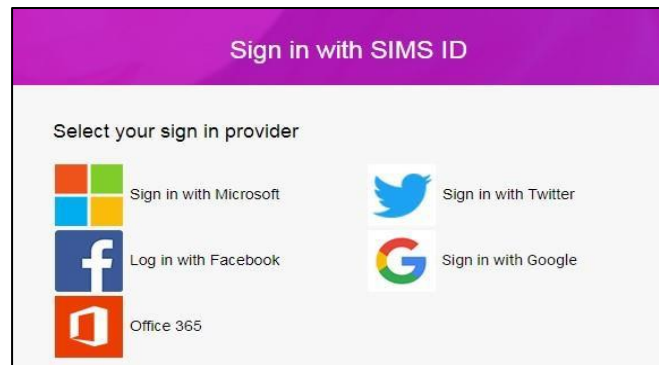 Sign in with SIMS ID
Select your sign in provider
Sign in with Microsoft
Sign in with Twitter
Log in with Facebook
Sign in with Google
Office 365